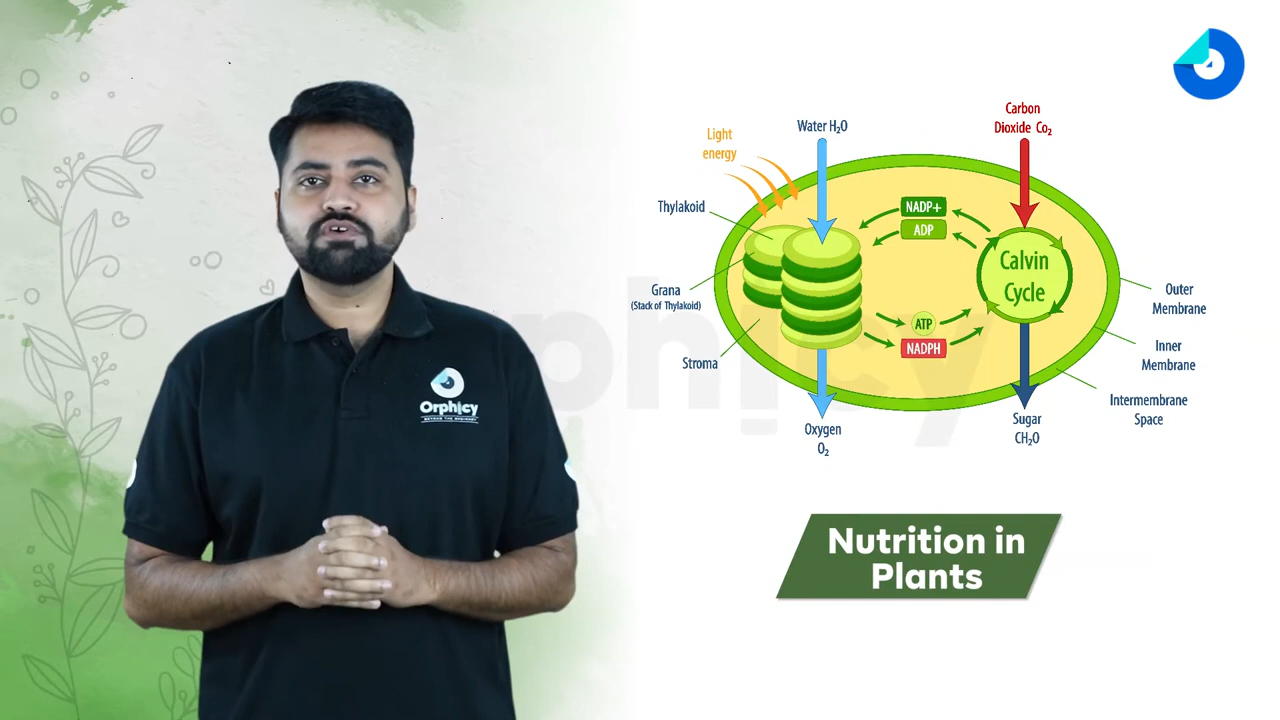 Carbon
Dioxide Co₂
Water H₂O
Light
energy
Thylakoid
NADP+
ADP
Calvin
Cycle
Grana
(Stack of Thylakoid)
Outer
Membrane
ATP
NADPH
Inner
Membrane
Stroma
Intermembrane
Space
Sugar
CH₂O
Oxygen
O₂
Orphicy
Nutrition in
Plants